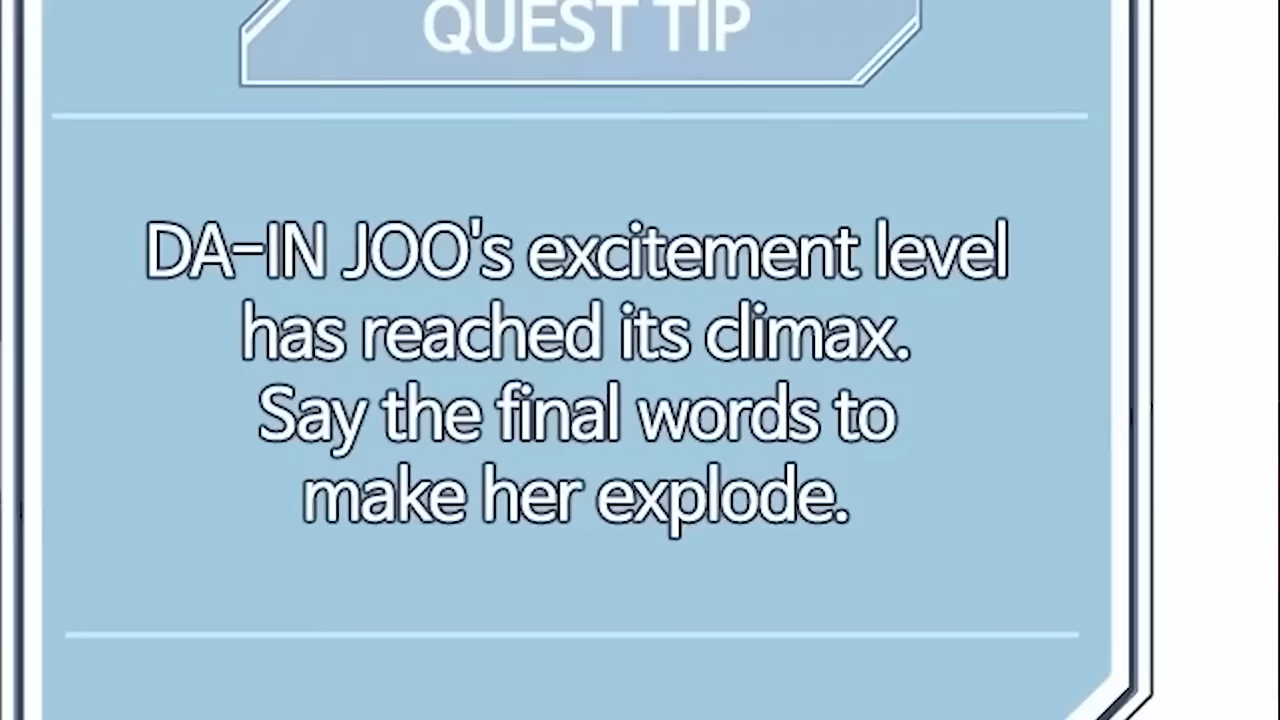 QUEST TIP
DA-IN JOO's excitement level
has reached its climax.
Say the final words to
make her explode.